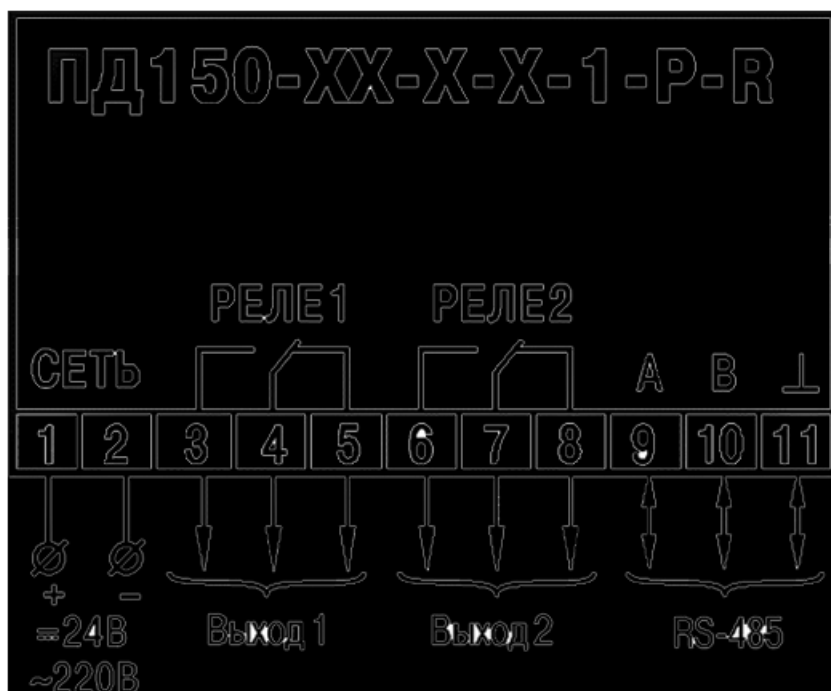 ПД150-ХХ-Х-Х-1-Р-R
РЕЛЕ1 РЕЛЕ2
СЕТЬ A B ⊥
1 2 3 4 5 6 7 8 9 10 11
+ −
=24В Выход 1 Выход 2 RS-485
~220В